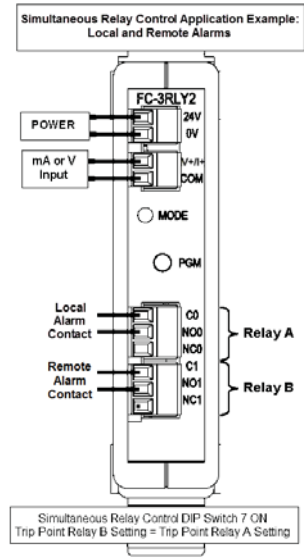 Simultaneous Relay Control Application Example:
Local and Remote Alarms
FC-3RLY2
POWER
24V
0V
mA or V
Input
V+/I+
COM
MODE
PGM
Local
Alarm
Contact
C0
NO0
NC0
Relay A
Remote
Alarm
Contact
C1
NO1
NC1
Relay B
Simultaneous Relay Control DIP Switch 7 ON
Trip Point Relay B Setting = Trip Point Relay A Setting